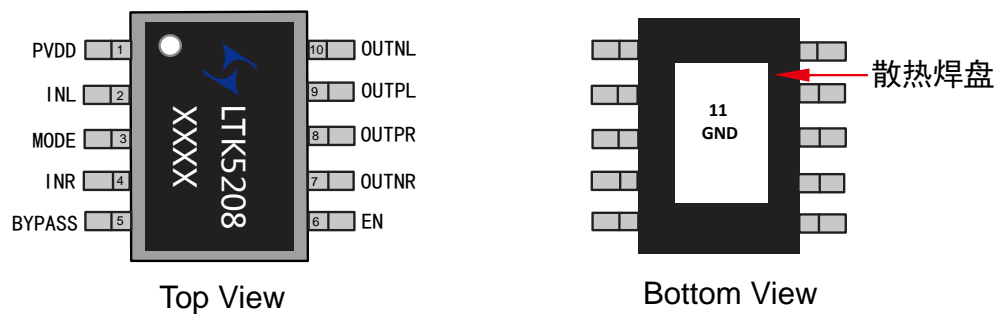 PVDD 1 10 OUTNL
INL 2 9 OUTPL
MODE 3 8 OUTPR
INR 4 7 OUTNR
BYPASS 5 6 EN
LTK5208
XXXX
Top View
11
GND
散热焊盘
Bottom View